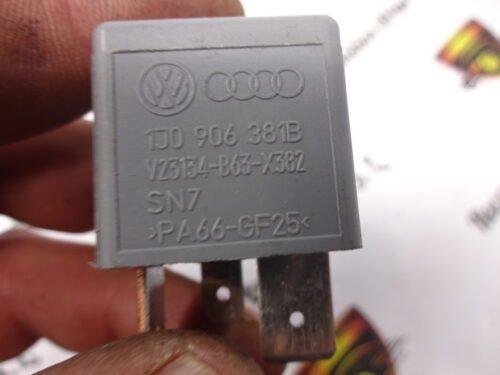 1J0 906 381B
V23134-B63-X382
SN7
>PA66-GF25<